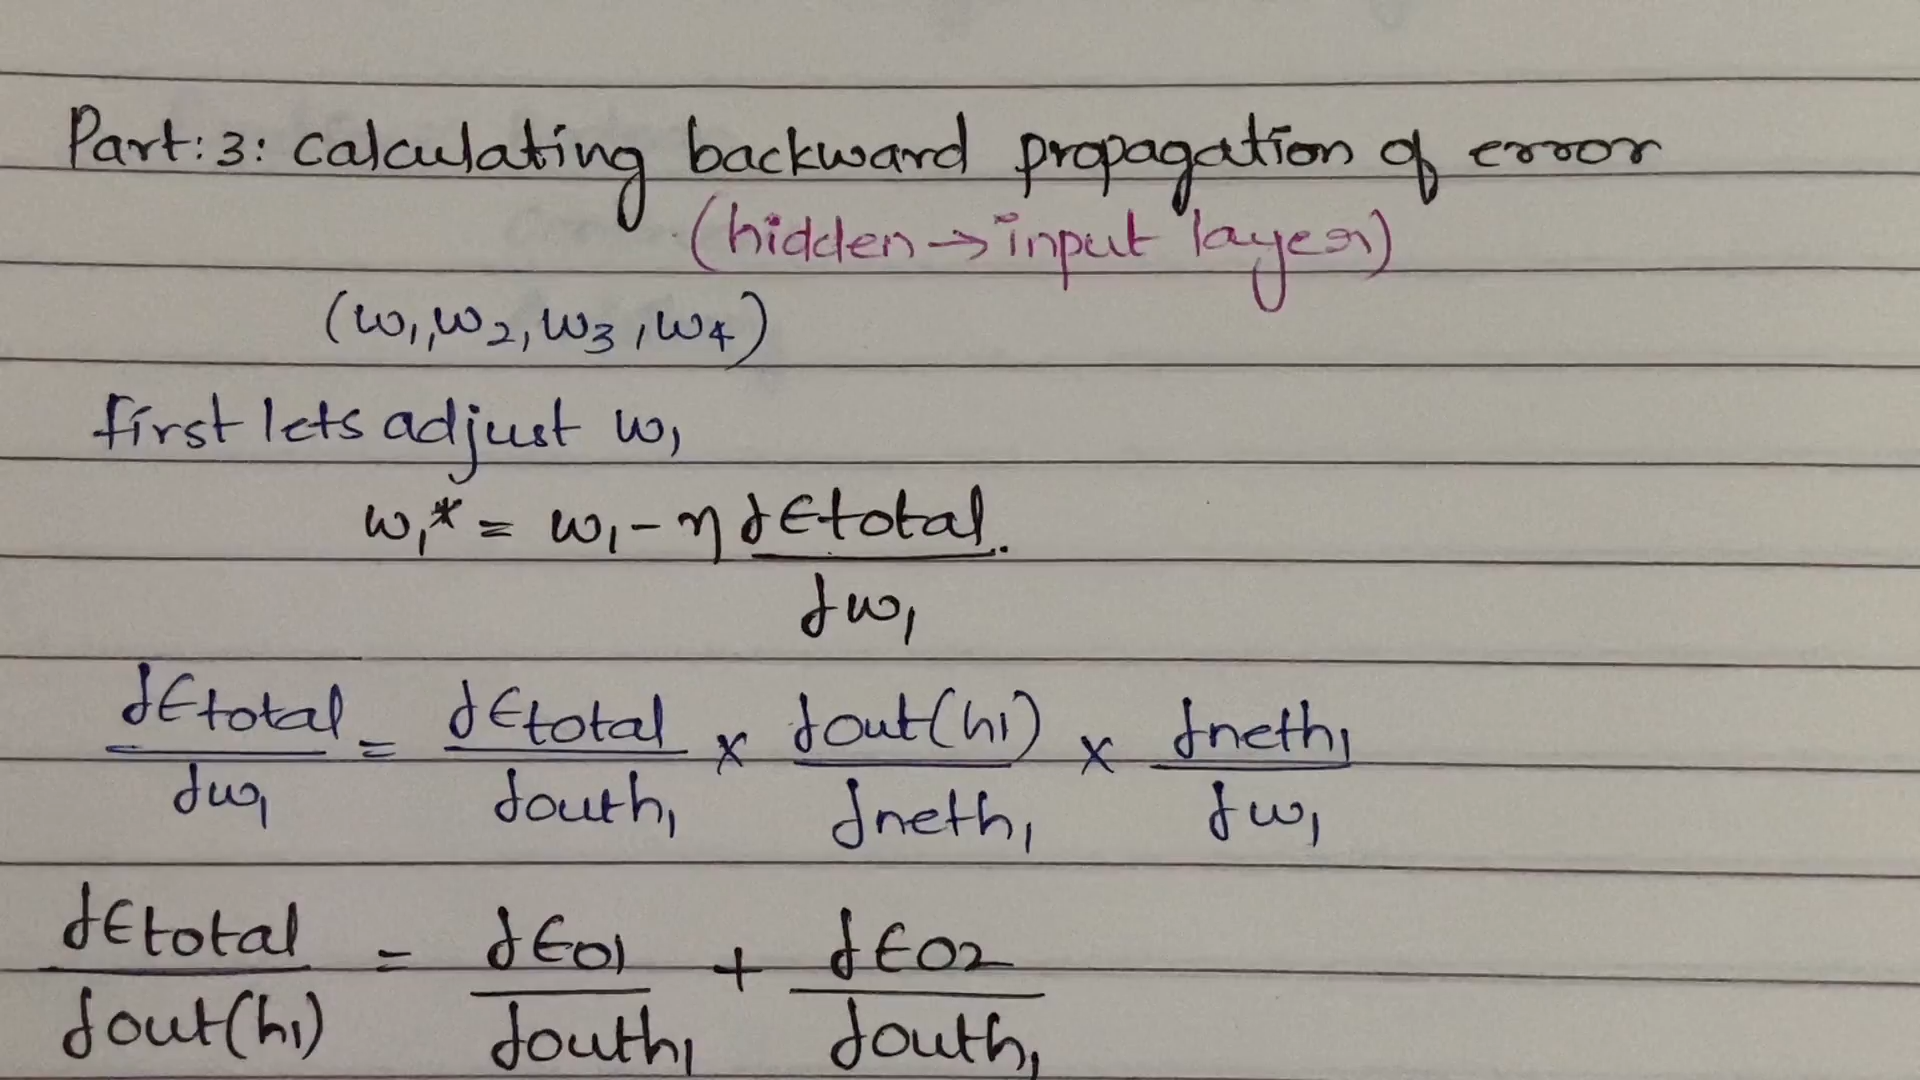 Part:3: calculating backward propagation of error
(hidden→input layer)
(w₁,w₂,w₃,w₄)
first lets adjust w₁
w₁* = w₁ - η ∂Etotal
∂w₁
∂Etotal = ∂Etotal × ∂out(h1) × ∂neth₁
∂w₁ ∂outh₁ ∂neth₁ ∂w₁
∂Etotal = ∂EO1 + ∂EO2
∂out(h1) ∂outh₁ ∂outh₁